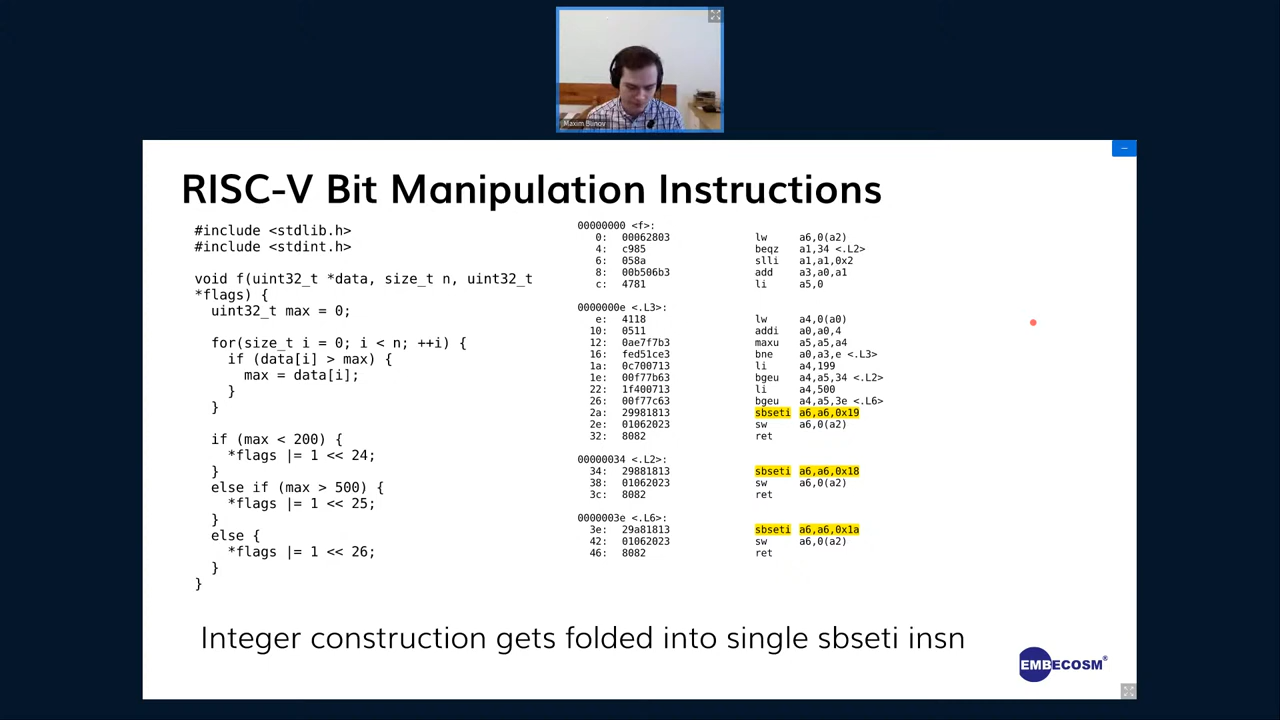 Maxim Blinov
RISC-V Bit Manipulation Instructions
#include <stdlib.h>
#include <stdint.h>
void f(uint32_t *data, size_t n, uint32_t
*flags) {
uint32_t max = 0;
for(size_t i = 0; i < n; ++i) {
if (data[i] > max) {
max = data[i];
}
}
if (max < 200) {
*flags |= 1 << 24;
}
else if (max > 500) {
*flags |= 1 << 25;
}
else {
*flags |= 1 << 26;
}
}
00000000 <f>:
0: 00062803 lw a6,0(a2)
4: c985 beqz a1,34 <.L2>
6: 058a slli a1,a1,0x2
8: 00b506b3 add a3,a0,a1
c: 4781 li a5,0
0000000e <.L3>:
e: 4118 lw a4,0(a0)
10: 0511 addi a0,a0,4
12: 0ae7f7b3 maxu a5,a5,a4
16: fed51ce3 bne a0,a3,e <.L3>
1a: 0c700713 li a4,199
1e: 00f77b63 bgeu a4,a5,34 <.L2>
22: 1f400713 li a4,500
26: 00f77c63 bgeu a4,a5,3e <.L6>
2a: 29981813 sbseti a6,a6,0x19
2e: 01062023 sw a6,0(a2)
32: 8082 ret
00000034 <.L2>:
34: 29881813 sbseti a6,a6,0x18
38: 01062023 sw a6,0(a2)
3c: 8082 ret
0000003e <.L6>:
3e: 29a81813 sbseti a6,a6,0x1a
42: 01062023 sw a6,0(a2)
46: 8082 ret
Integer construction gets folded into single sbseti insn
EMBECOSM®